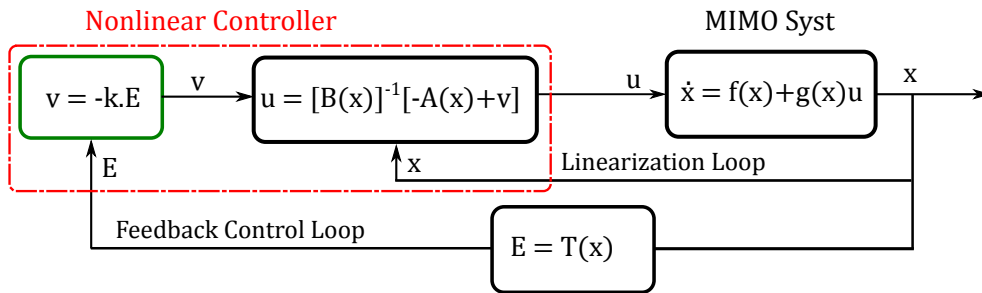 Nonlinear Controller
MIMO Syst
v = -k.E
v
u = [B(x)]⁻¹[-A(x)+v]
u
ẋ = f(x)+g(x)u
x
E
x
Linearization Loop
Feedback Control Loop
E = T(x)